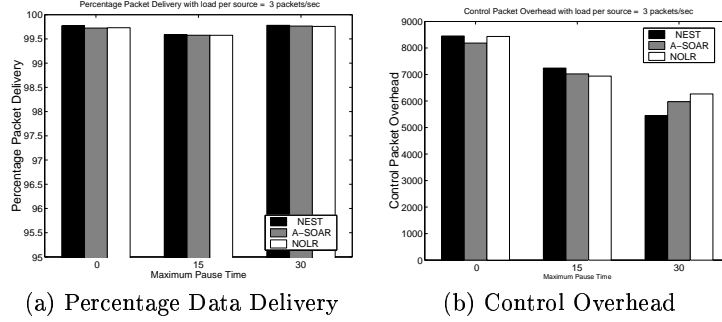 Percentage Packet Delivery with load per source = 3 packets/sec
100
99.5
99
98.5
98
97.5
97
96.5
96
95.5
95
Percentage Packet Delivery
NEST
A-SOAR
NOLR
0
15
30
Maximum Pause Time
(a) Percentage Data Delivery
Control Packet Overhead with load per source = 3 packets/sec
9000
8000
7000
6000
5000
4000
3000
2000
1000
0
Control Packet Overhead
NEST
A-SOAR
NOLR
0
15
30
Maximum Pause Time
(b) Control Overhead